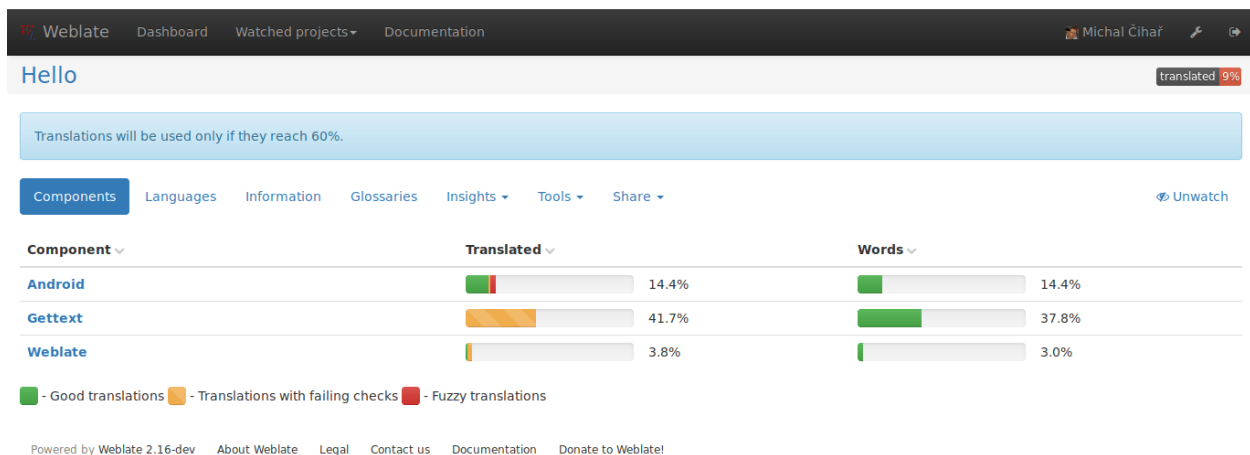 Weblate Dashboard Watched projects Documentation Michal Čihař
Hello translated 9%
Translations will be used only if they reach 60%.
Components Languages Information Glossaries Insights Tools Share Unwatch
Component Translated Words
Android 14.4% 14.4%
Gettext 41.7% 37.8%
Weblate 3.8% 3.0%
- Good translations - Translations with failing checks - Fuzzy translations
Powered by Weblate 2.16-dev About Weblate Legal Contact us Documentation Donate to Weblate!